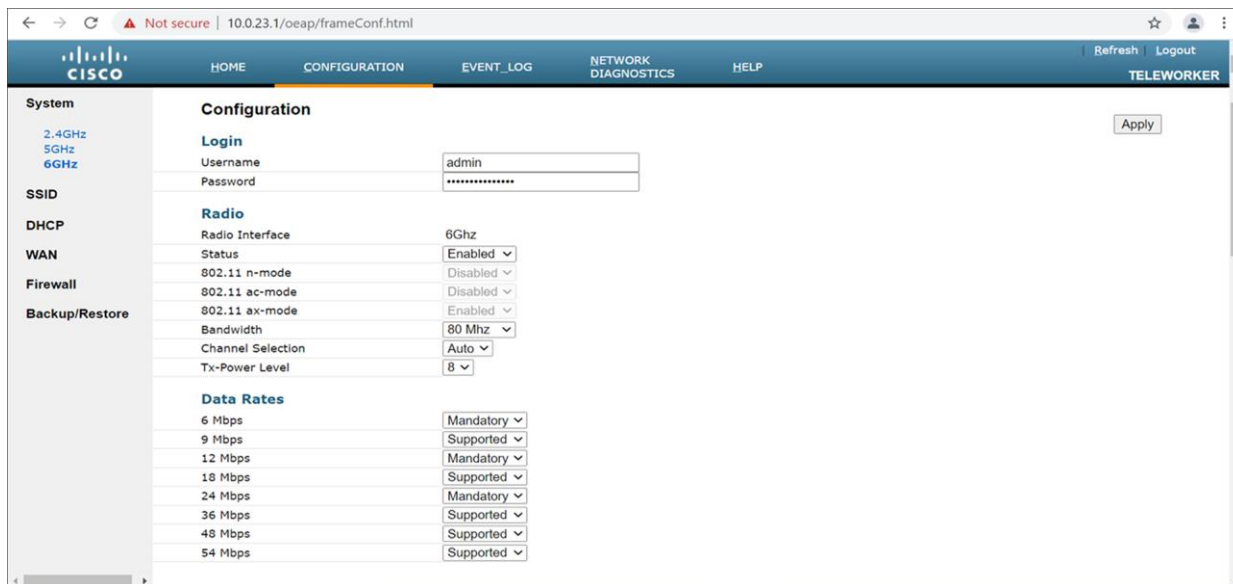 Not secure | 10.0.23.1/oeap/frameConf.html
Refresh Logout
CISCO HOME CONFIGURATION EVENT_LOG NETWORK DIAGNOSTICS HELP
TELEWORKER
System
2.4GHz
5GHz
6GHz
SSID
DHCP
WAN
Firewall
Backup/Restore
Configuration
Apply
Login
Username admin
Password •••••••••••••••
Radio
Radio Interface 6Ghz
Status Enabled
802.11 n-mode Disabled
802.11 ac-mode Disabled
802.11 ax-mode Enabled
Bandwidth 80 Mhz
Channel Selection Auto
Tx-Power Level 8
Data Rates
6 Mbps Mandatory
9 Mbps Supported
12 Mbps Mandatory
18 Mbps Supported
24 Mbps Mandatory
36 Mbps Supported
48 Mbps Supported
54 Mbps Supported